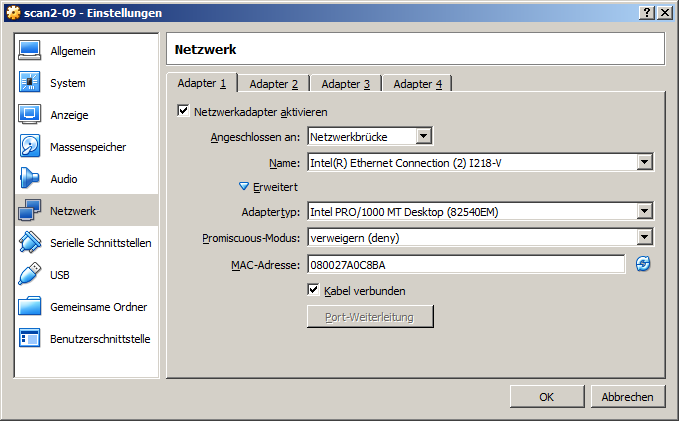 scan2-09 - Einstellungen
Allgemein
System
Anzeige
Massenspeicher
Audio
Netzwerk
Serielle Schnittstellen
USB
Gemeinsame Ordner
Benutzerschnittstelle
Netzwerk
Adapter 1 Adapter 2 Adapter 3 Adapter 4
Netzwerkadapter aktivieren
Angeschlossen an: Netzwerkbrücke
Name: Intel(R) Ethernet Connection (2) I218-V
Erweitert
Adaptertyp: Intel PRO/1000 MT Desktop (82540EM)
Promiscuous-Modus: verweigern (deny)
MAC-Adresse: 080027A0C8BA
Kabel verbunden
Port-Weiterleitung
OK Abbrechen